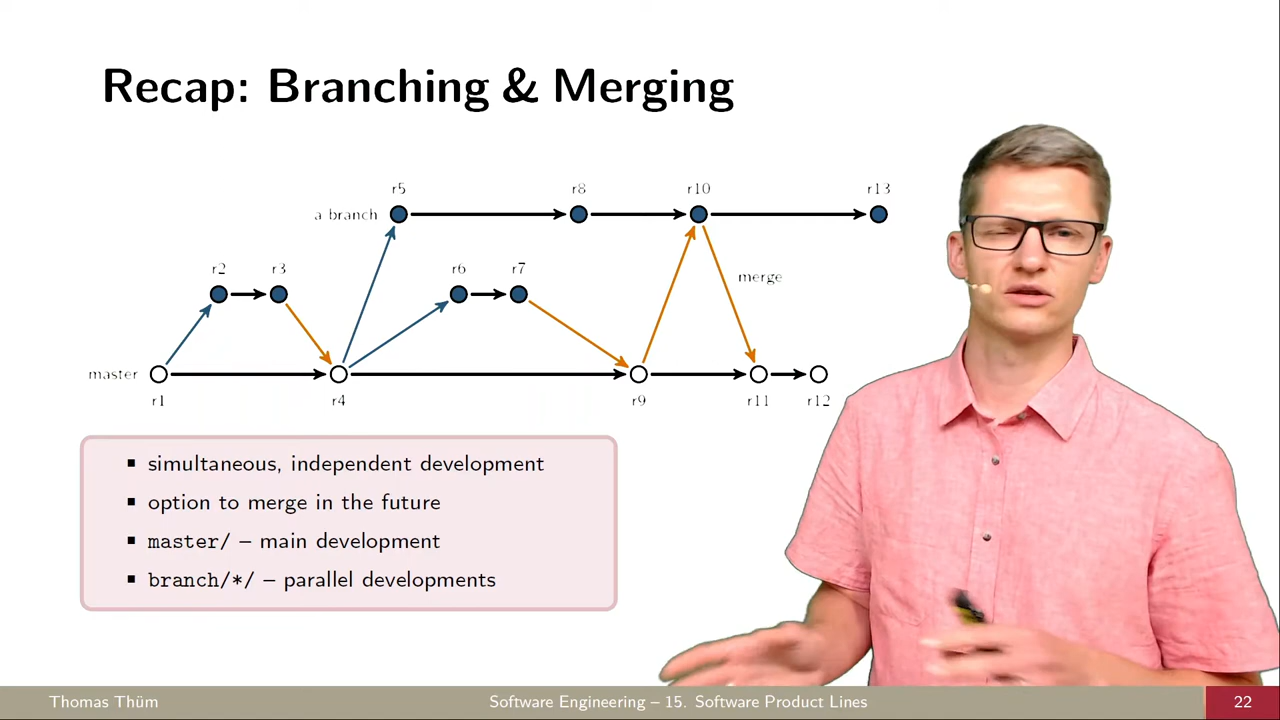 Recap: Branching & Merging
r5 r8 r10 r13
a branch
r2 r3 r6 r7
merge
master
r1 r4 r9 r11 r12
▪ simultaneous, independent development
▪ option to merge in the future
▪ master/ – main development
▪ branch/*/ – parallel developments
Thomas Thüm Software Engineering – 15. Software Product Lines 22